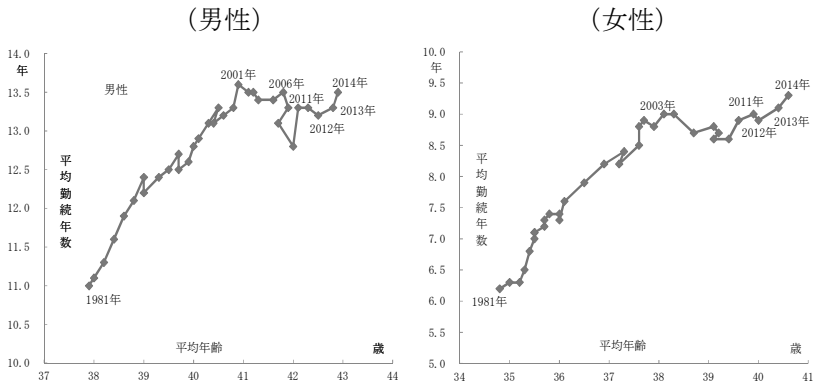 （男性）
（女性）
14.0
年
13.5
13.0
12.5
12.0
11.5
11.0
10.5
10.0
男性
平均勤続年数
1981年
2001年
2006年
2011年
2012年
2013年
2014年
平均年齢
歳
37
38
39
40
41
42
43
44
10.0
年
9.5
9.0
8.5
8.0
7.5
7.0
6.5
6.0
5.5
5.0
平均勤続年数
1981年
2003年
2011年
2012年
2013年
2014年
平均年齢
歳
34
35
36
37
38
39
40
41